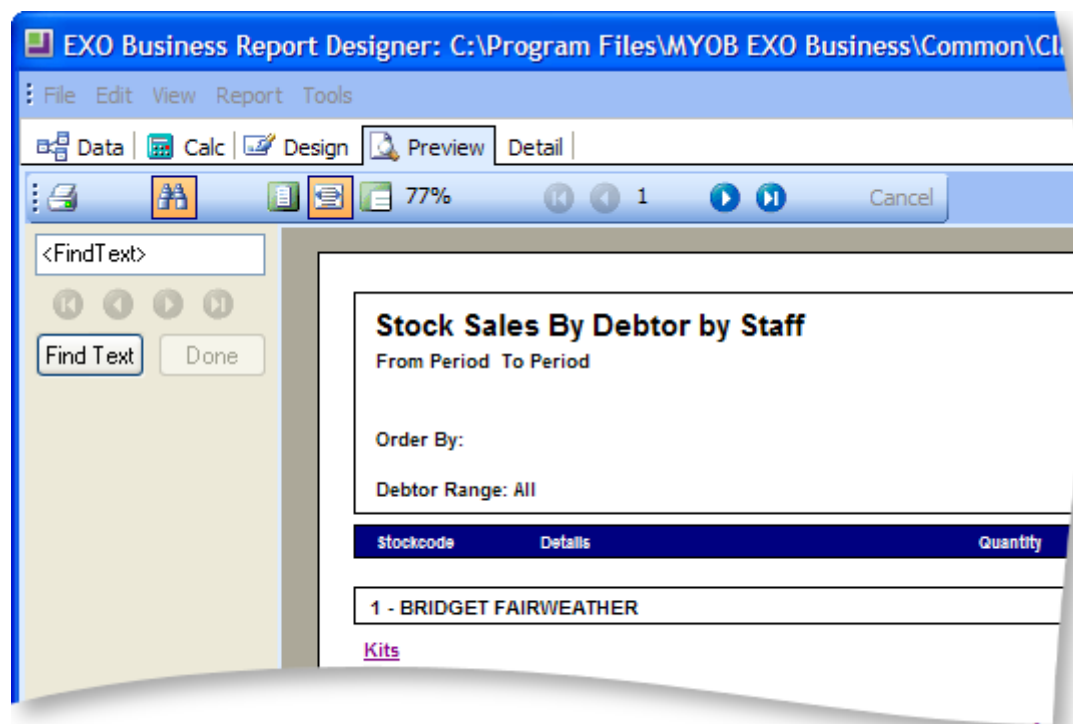 EXO Business Report Designer: C:\Program Files\MYOB EXO Business\Common\Cl
File Edit View Report Tools
Data Calc Design Preview Detail
77% 1 Cancel
<FindText>
Find Text Done
Stock Sales By Debtor by Staff
From Period To Period
Order By:
Debtor Range: All
Stockcode Details Quantity
1 - BRIDGET FAIRWEATHER
Kits